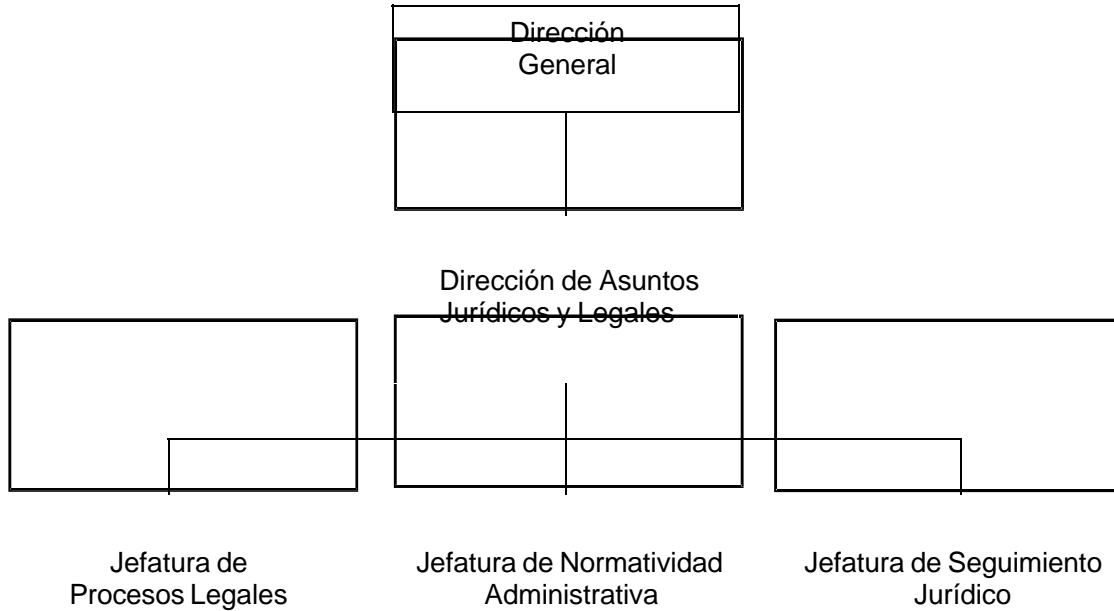 Dirección
General
Dirección de Asuntos
Jurídicos y Legales
Jefatura de
Procesos Legales
Jefatura de Normatividad
Administrativa
Jefatura de Seguimiento
Jurídico